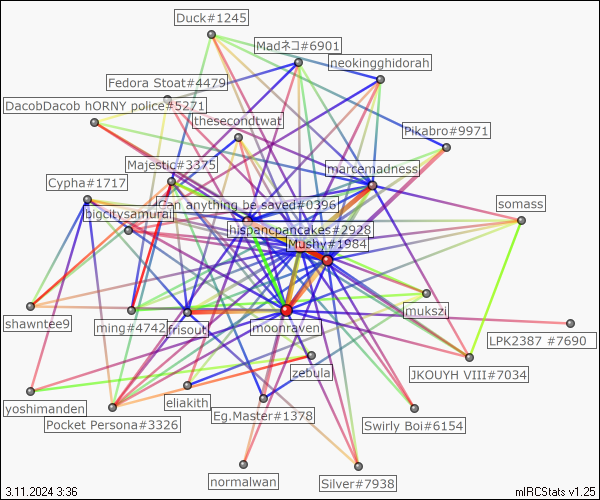 Duck#1245
Madネコ#6901
neokingghidorah
Fedora Stoat#4479
DacobDacob hORNY police#5271
thesecondtwat
Pikabro#9971
Majestic#3375
marcemadness
Cypha#1717
Can anything be sayed#0396
somass
bigcitysamurai
hispancpancakes#2928
Mushy#1984
shawntee9
ming#4742
frisout
moonraven
mukszi
LPK2387 #7690
zebula
JKOUYH VIII#7034
yoshimanden
eliakith
Pocket Persona#3326
Eg.Master#1378
Swirly Boi#6154
normalwan
Silver#7938
3.11.2024 3:36
mIRCStats v1.25